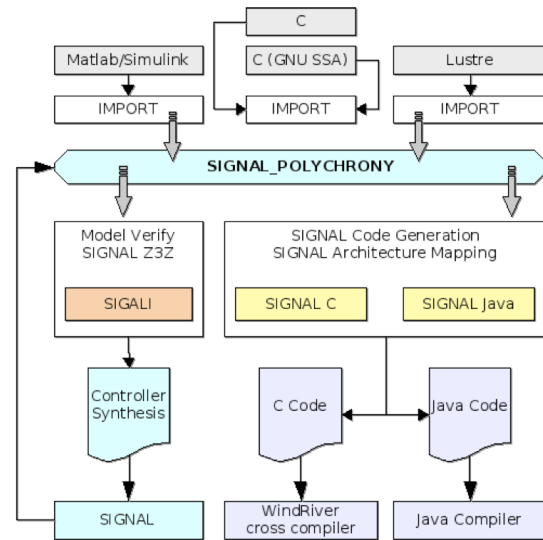 C
Matlab/Simulink
C (GNU SSA)
Lustre
IMPORT
IMPORT
IMPORT
SIGNAL_POLYCHRONY
Model Verify
SIGNAL Z3Z
SIGALI
SIGNAL Code Generation
SIGNAL Architecture Mapping
SIGNAL C
SIGNAL Java
Controller
Synthesis
C Code
Java Code
SIGNAL
WindRiver
cross compiler
Java Compiler